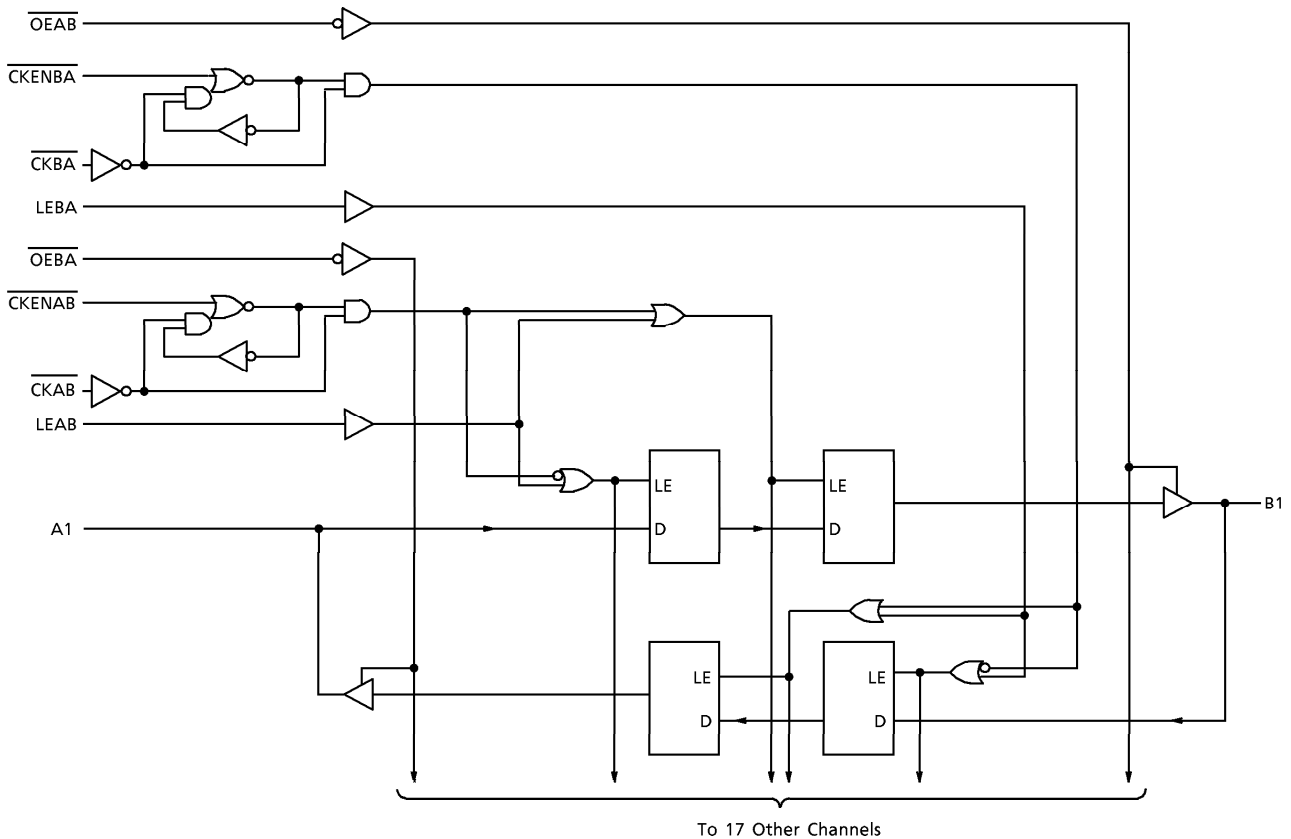 OEAB
CKENBA
CKBA
LEBA
OEBA
CKENAB
CKAB
LEAB
LE
LE
A1
D
D
B1
LE
LE
D
D
To 17 Other Channels